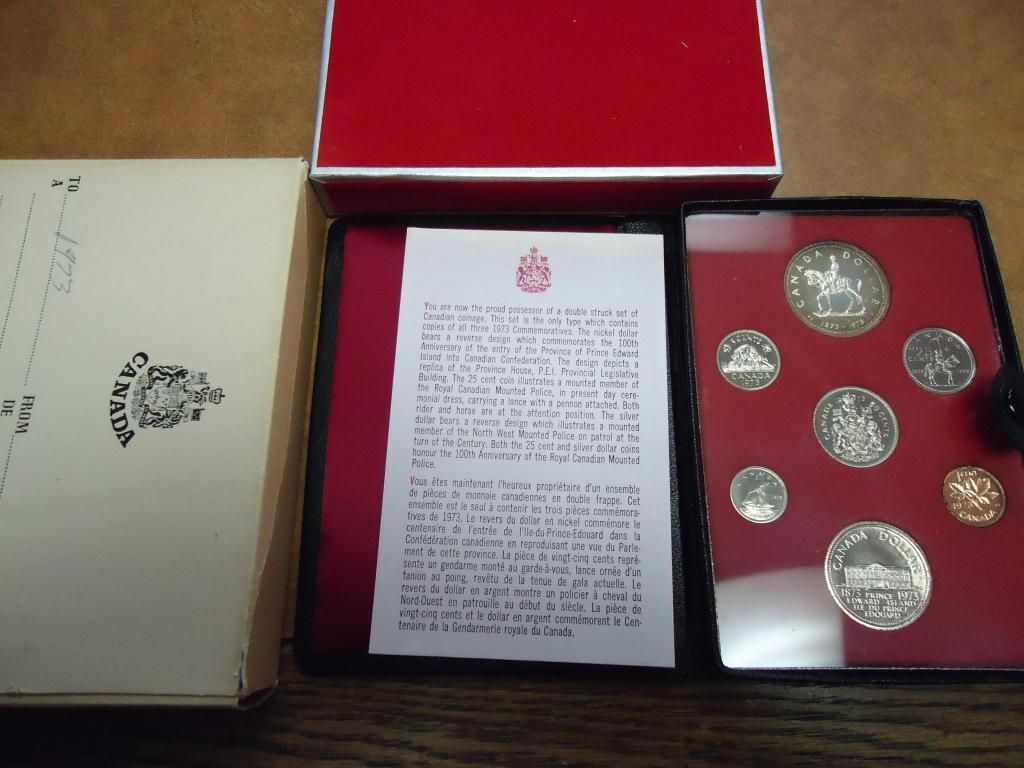 TO
A
1973
CANADA
FROM
DE
You are now the proud possessor of a double struck set of
Canadian coinage. This set is the only type which contains
copies of all three 1973 Commemoratives. The nickel dollar
bears a reverse design which commemorates the 100th
Anniversary of the entry of the Province of Prince Edward
Island into Canadian Confederation. The design depicts a
replica of the Province House, P.E.I. Provincial Legislative
Building. The 25 cent coin illustrates a mounted member of
the Royal Canadian Mounted Police, in present day cere-
monial dress, carrying a lance with a pennon attached. Both
rider and horse are at the attention position. The silver
dollar bears a reverse design which illustrates a mounted
member of the North West Mounted Police on patrol at the
turn of the Century. Both the 25 cent and silver dollar coins
honour the 100th Anniversary of the Royal Canadian Mounted
Police.
Vous êtes maintenant l'heureux propriétaire d'un ensemble
de pièces de monnaie canadiennes en double frappe. Cet
ensemble est le seul à contenir les trois pièces commémora-
tives de 1973. Le revers du dollar en nickel commémore le
centenaire de l'entrée de l'Ile-du-Prince-Edouard dans la
Confédération canadienne en reproduisant une vue du Parle-
ment de cette province. La pièce de vingt-cinq cents repré-
sente un gendarme monté au garde-à-vous, lance ornée d'un
fanion au poing, revêtu de la tenue de gala actuelle. Le
revers du dollar en argent montre un policier à cheval du
Nord-Ouest en patrouille au début du siècle. La pièce de
vingt-cinq cents et le dollar en argent commémorent le Cen-
tenaire de la Gendarmerie royale du Canada.
CANADA DOLLAR
1873 - 1973
5 CENTS
CANADA
1973
CANADA
25
CENTS
1873 1973
50 CENTS
CANADA
1 CENT
1973
CANADA
CANADA DOLLAR
1873 PRINCE 1973
EDWARD ISLAND
ILE DU PRINCE
EDOUARD